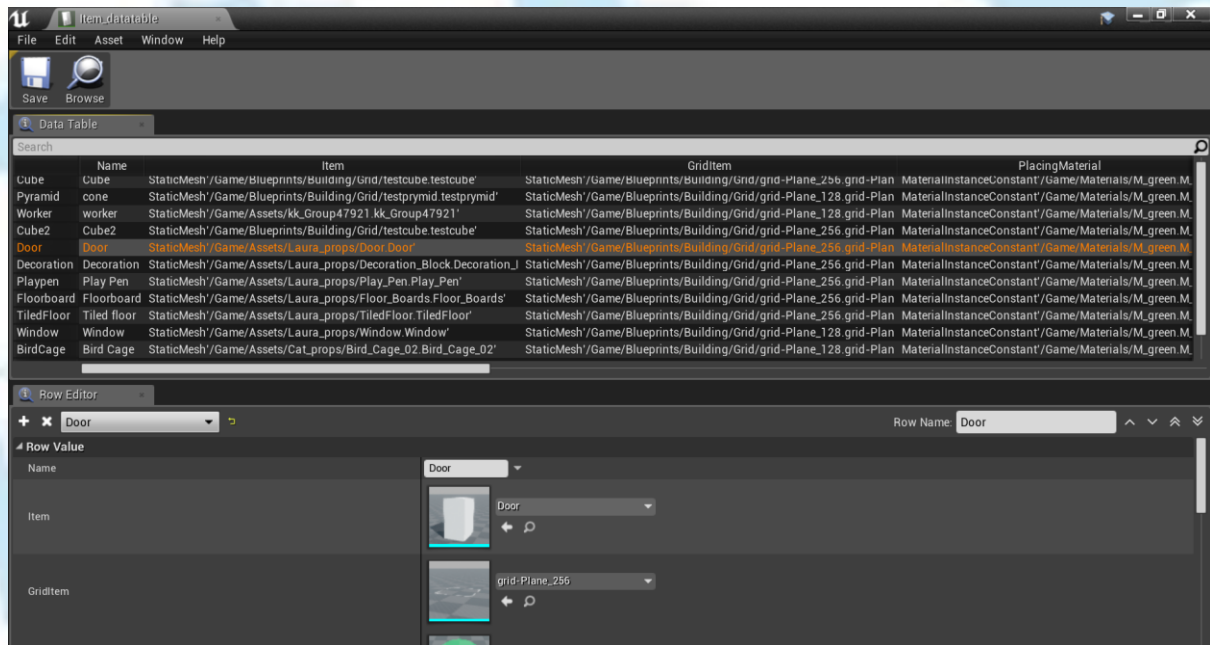 Item_datatable
File Edit Asset Window Help
Save Browse
Data Table
Search
Name Item GridItem PlacingMaterial
Cube Cube StaticMesh'/Game/Blueprints/Building/Grid/testcube.testcube' StaticMesh'/Game/Blueprints/Building/Grid/grid-Plane_256.grid-Plan MaterialInstanceConstant'/Game/Materials/M_green.M_
Pyramid cone StaticMesh'/Game/Blueprints/Building/Grid/testprymid.testprymid' StaticMesh'/Game/Blueprints/Building/Grid/grid-Plane_128.grid-Plan MaterialInstanceConstant'/Game/Materials/M_green.M_
Worker worker StaticMesh'/Game/Assets/kk_Group47921.kk_Group47921' StaticMesh'/Game/Blueprints/Building/Grid/grid-Plane_128.grid-Plan MaterialInstanceConstant'/Game/Materials/M_green.M_
Cube2 Cube2 StaticMesh'/Game/Blueprints/Building/Grid/testcube.testcube' StaticMesh'/Game/Blueprints/Building/Grid/grid-Plane_256.grid-Plan MaterialInstanceConstant'/Game/Materials/M_green.M_
Door Door StaticMesh'/Game/Assets/Laura_props/Door.Door' StaticMesh'/Game/Blueprints/Building/Grid/grid-Plane_256.grid-Plan MaterialInstanceConstant'/Game/Materials/M_green.M_
Decoration Decoration StaticMesh'/Game/Assets/Laura_props/Decoration_Block.Decoration_ StaticMesh'/Game/Blueprints/Building/Grid/grid-Plane_256.grid-Plan MaterialInstanceConstant'/Game/Materials/M_green.M_
Playpen Play Pen StaticMesh'/Game/Assets/Laura_props/Play_Pen.Play_Pen' StaticMesh'/Game/Blueprints/Building/Grid/grid-Plane_256.grid-Plan MaterialInstanceConstant'/Game/Materials/M_green.M_
Floorboard Floorboard StaticMesh'/Game/Assets/Laura_props/Floor_Boards.Floor_Boards' StaticMesh'/Game/Blueprints/Building/Grid/grid-Plane_256.grid-Plan MaterialInstanceConstant'/Game/Materials/M_green.M_
TiledFloor Tiled floor StaticMesh'/Game/Assets/Laura_props/TiledFloor.TiledFloor' StaticMesh'/Game/Blueprints/Building/Grid/grid-Plane_256.grid-Plan MaterialInstanceConstant'/Game/Materials/M_green.M_
Window Window StaticMesh'/Game/Assets/Laura_props/Window.Window' StaticMesh'/Game/Blueprints/Building/Grid/grid-Plane_128.grid-Plan MaterialInstanceConstant'/Game/Materials/M_green.M_
BirdCage Bird Cage StaticMesh'/Game/Assets/Cat_props/Bird_Cage_02.Bird_Cage_02' StaticMesh'/Game/Blueprints/Building/Grid/grid-Plane_128.grid-Plan MaterialInstanceConstant'/Game/Materials/M_green.M_
Row Editor
Door Row Name: Door
Row Value
Name Door
Item Door
GridItem grid-Plane_256